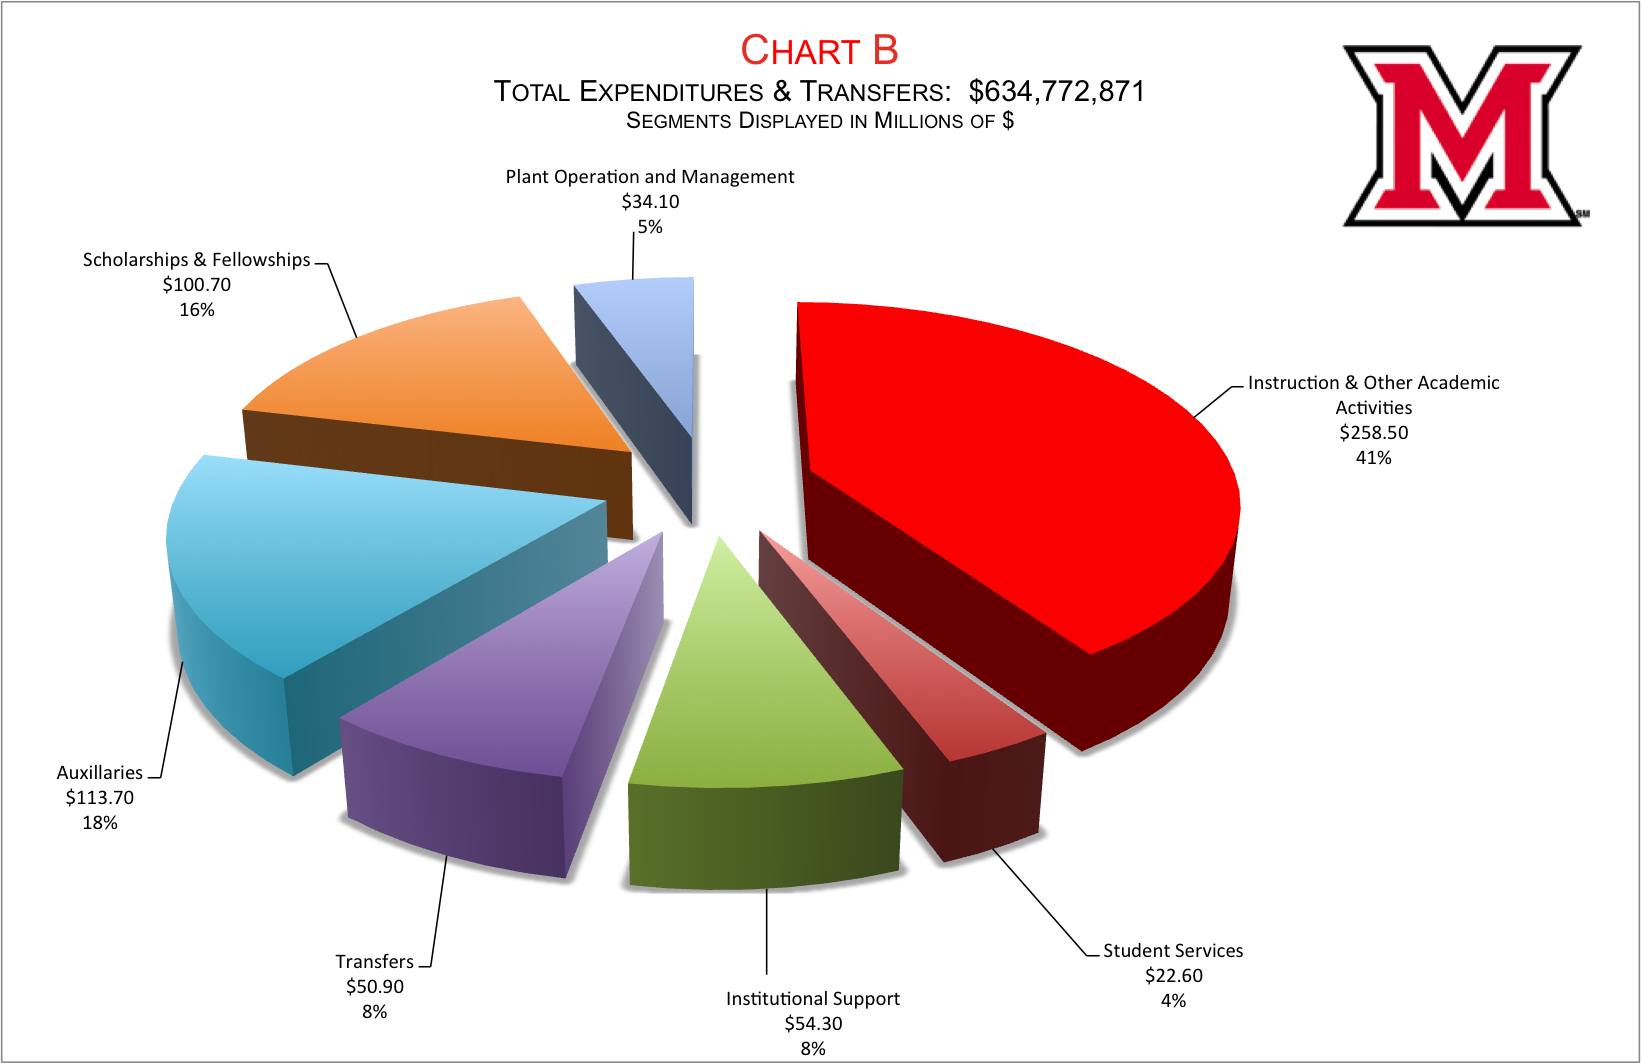 CHART B
TOTAL EXPENDITURES & TRANSFERS: $634,772,871
SEGMENTS DISPLAYED IN MILLIONS OF $
M
SM
Plant Operation and Management
$34.10
5%
Scholarships & Fellowships
$100.70
16%
Instruction & Other Academic
Activities
$258.50
41%
Auxillaries
$113.70
18%
Transfers
$50.90
8%
Institutional Support
$54.30
8%
Student Services
$22.60
4%